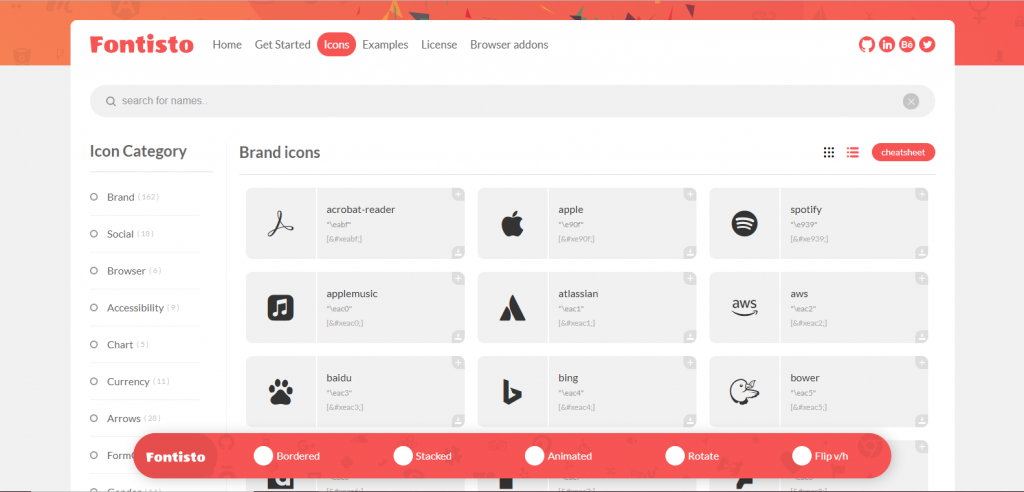 Fontisto Home Get Started Icons Examples License Browser addons
search for names..
Icon Category
Brand (162)
Social (18)
Browser (6)
Accessibility (9)
Chart (5)
Currency (11)
Arrows (28)
Brand icons
cheatsheet
acrobat-reader
"\eabf"
[&#xeabf;]
apple
"\e90f"
[&#xe90f;]
spotify
"\e939"
[&#xe939;]
applemusic
"\eac0"
[&#xeac0;]
atlassian
"\eac1"
[&#xeac1;]
aws
aws
"\eac2"
[&#xeac2;]
baidu
"\eac3"
[&#xeac3;]
bing
"\eac4"
[&#xeac4;]
bower
"\eac5"
[&#xeac5;]
Fontisto Bordered Stacked Animated Rotate Flip v/h